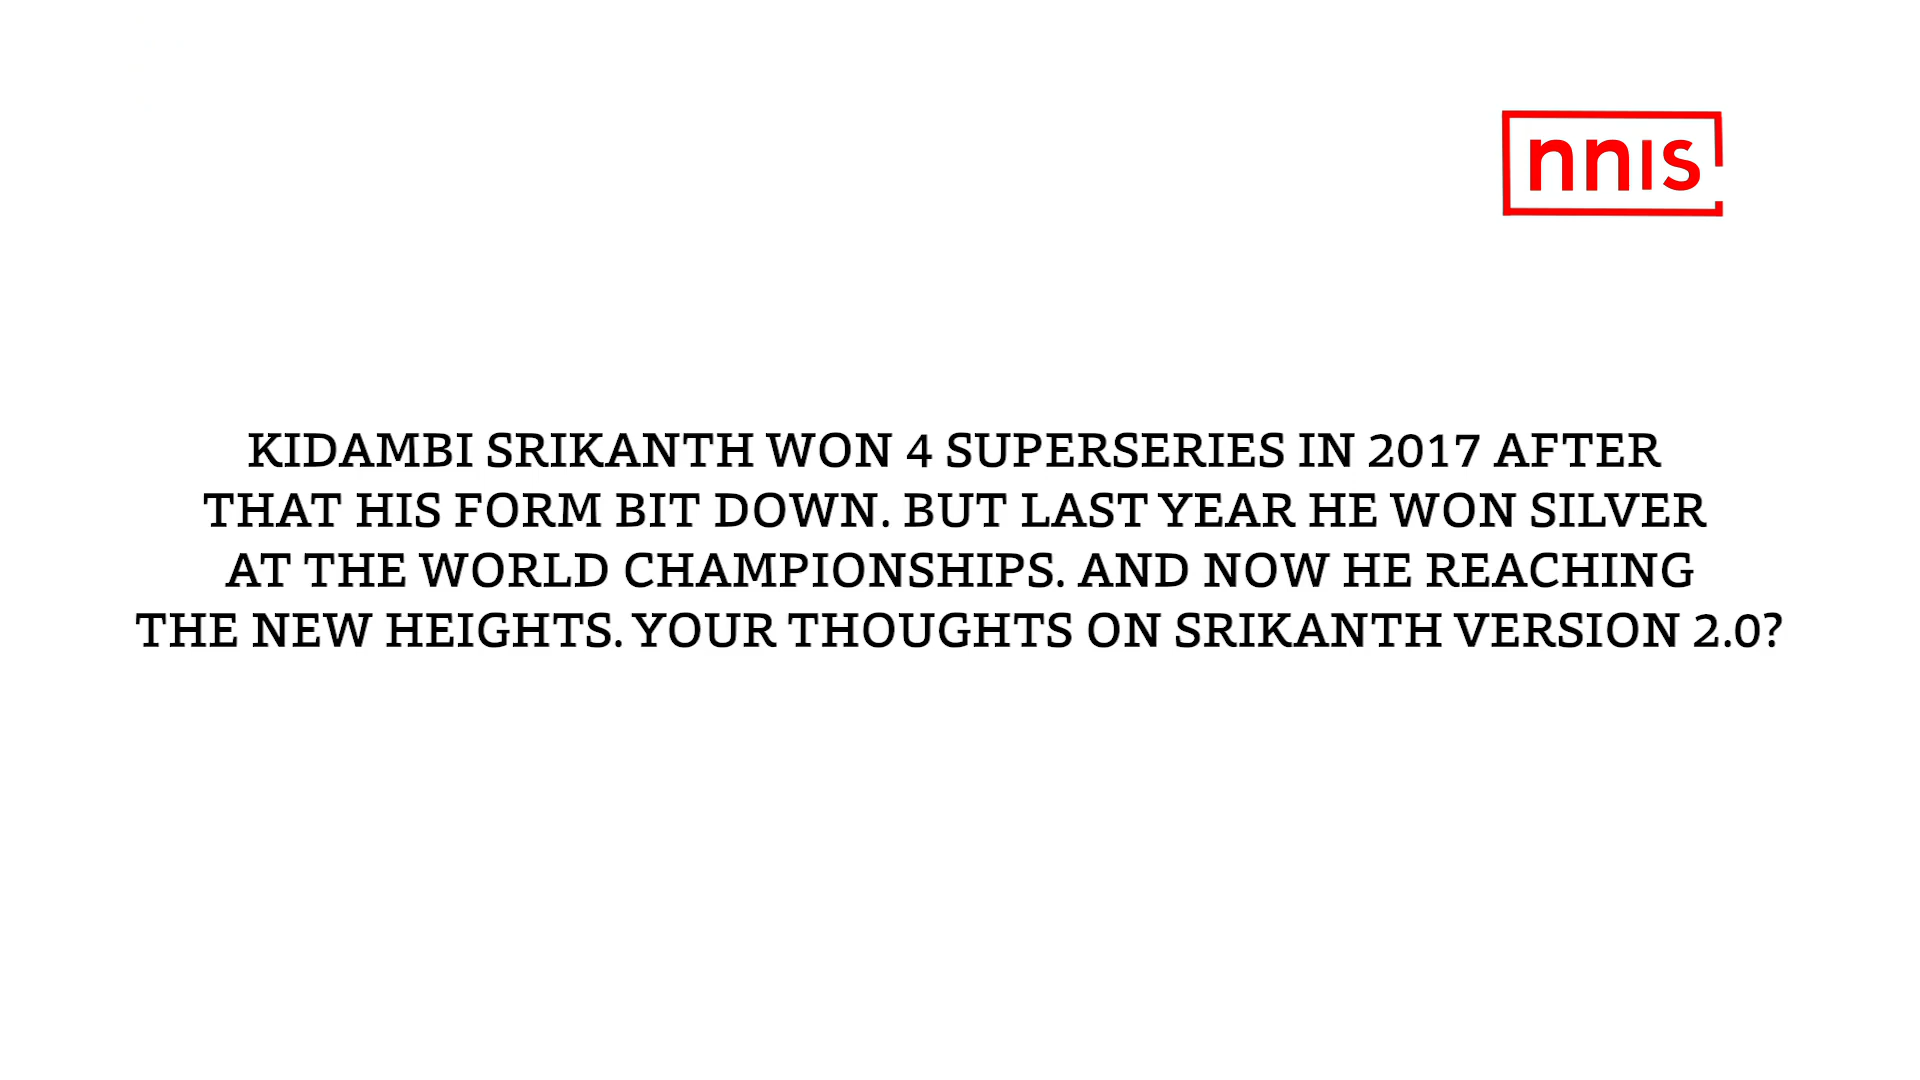 nnis
KIDAMBI SRIKANTH WON 4 SUPERSERIES IN 2017 AFTER
THAT HIS FORM BIT DOWN. BUT LAST YEAR HE WON SILVER
AT THE WORLD CHAMPIONSHIPS. AND NOW HE REACHING
THE NEW HEIGHTS. YOUR THOUGHTS ON SRIKANTH VERSION 2.0?